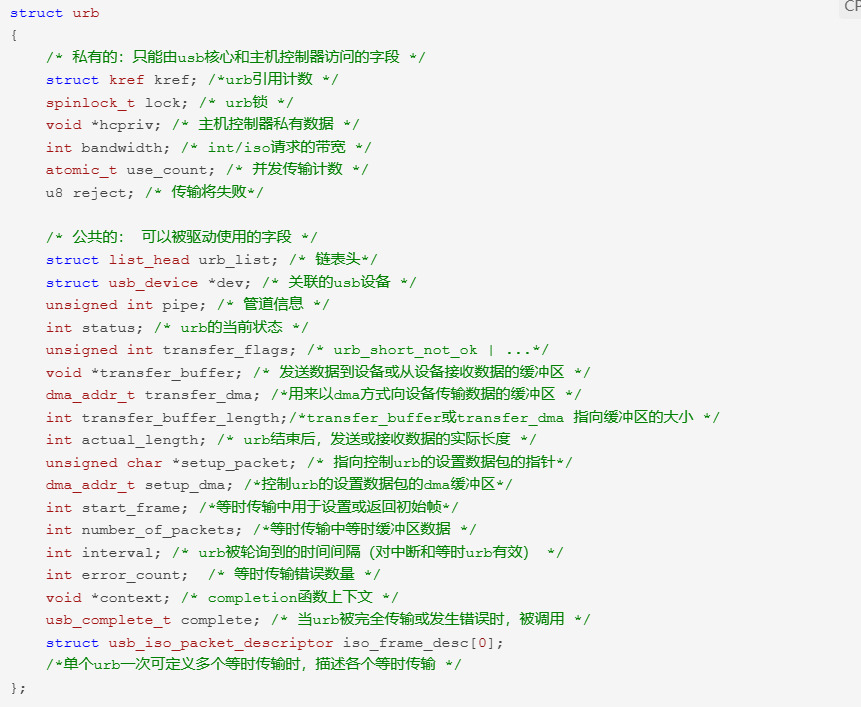 CP
struct urb
{
    /* 私有的：只能由usb核心和主机控制器访问的字段 */
    struct kref kref; /*urb引用计数 */
    spinlock_t lock; /* urb锁 */
    void *hcpriv; /* 主机控制器私有数据 */
    int bandwidth; /* int/iso请求的带宽 */
    atomic_t use_count; /* 并发传输计数 */
    u8 reject; /* 传输将失败*/

    /* 公共的： 可以被驱动使用的字段 */
    struct list_head urb_list; /* 链表头*/
    struct usb_device *dev; /* 关联的usb设备 */
    unsigned int pipe; /* 管道信息 */
    int status; /* urb的当前状态 */
    unsigned int transfer_flags; /* urb_short_not_ok | ...*/
    void *transfer_buffer; /* 发送数据到设备或从设备接收数据的缓冲区 */
    dma_addr_t transfer_dma; /*用来以dma方式向设备传输数据的缓冲区 */
    int transfer_buffer_length;/*transfer_buffer或transfer_dma 指向缓冲区的大小 */
    int actual_length; /* urb结束后，发送或接收数据的实际长度 */
    unsigned char *setup_packet; /* 指向控制urb的设置数据包的指针*/
    dma_addr_t setup_dma; /*控制urb的设置数据包的dma缓冲区*/
    int start_frame; /*等时传输中用于设置或返回初始帧*/
    int number_of_packets; /*等时传输中等时缓冲区数据 */
    int interval; /* urb被轮询到的时间间隔（对中断和等时urb有效） */
    int error_count;  /* 等时传输错误数量 */
    void *context; /* completion函数上下文 */
    usb_complete_t complete; /* 当urb被完全传输或发生错误时，被调用 */
    struct usb_iso_packet_descriptor iso_frame_desc[0];
    /*单个urb一次可定义多个等时传输时，描述各个等时传输 */
};